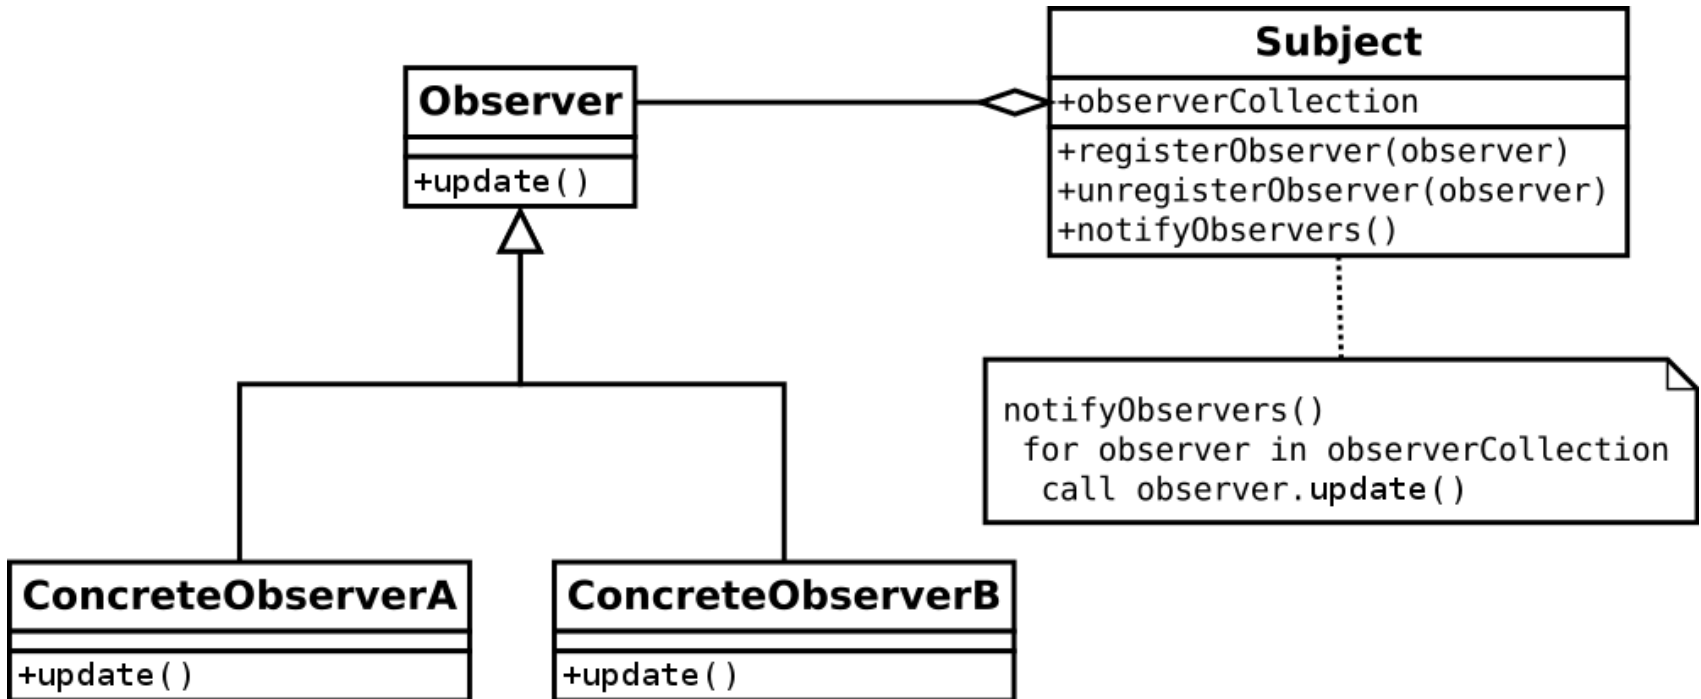 Observer
+update()
Subject
+observerCollection
+registerObserver(observer)
+unregisterObserver(observer)
+notifyObservers()
notifyObservers()
for observer in observerCollection
call observer.update()
ConcreteObserverA
+update()
ConcreteObserverB
+update()